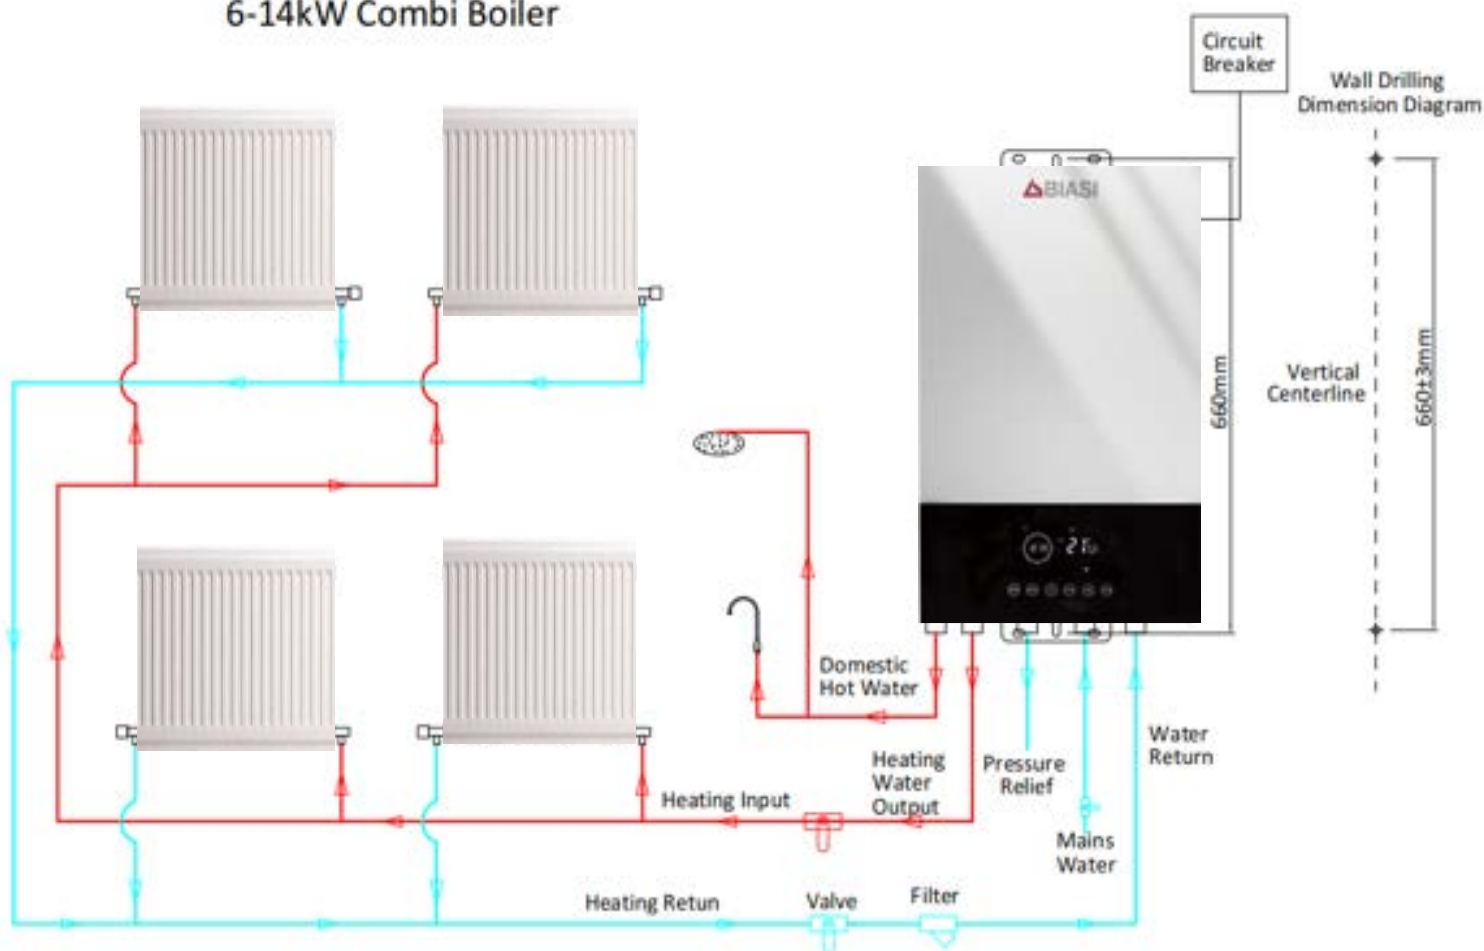 6-14kW Combi Boiler
Circuit
Breaker
Wall Drilling
Dimension Diagram
BIASI
660mm
Vertical
Centerline
660±3mm
21
Domestic
Hot Water
Heating
Water
Output
Pressure
Relief
Water
Return
Heating Input
Mains
Water
Heating Retun
Valve
Filter